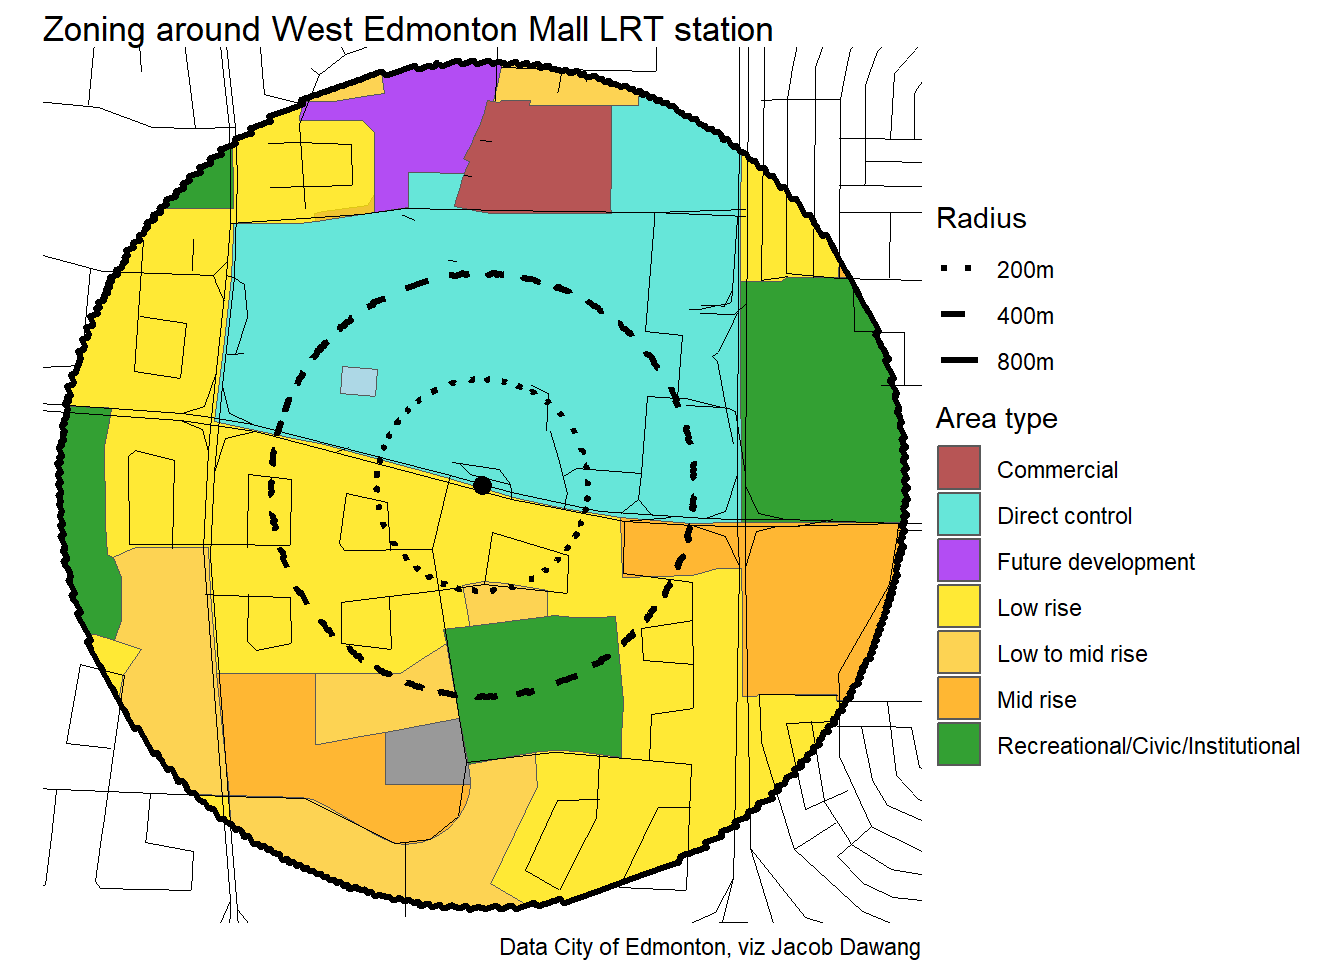 Zoning around West Edmonton Mall LRT station
Radius
200m
400m
800m
Area type
Commercial
Direct control
Future development
Low rise
Low to mid rise
Mid rise
Recreational/Civic/Institutional
Data City of Edmonton, viz Jacob Dawang